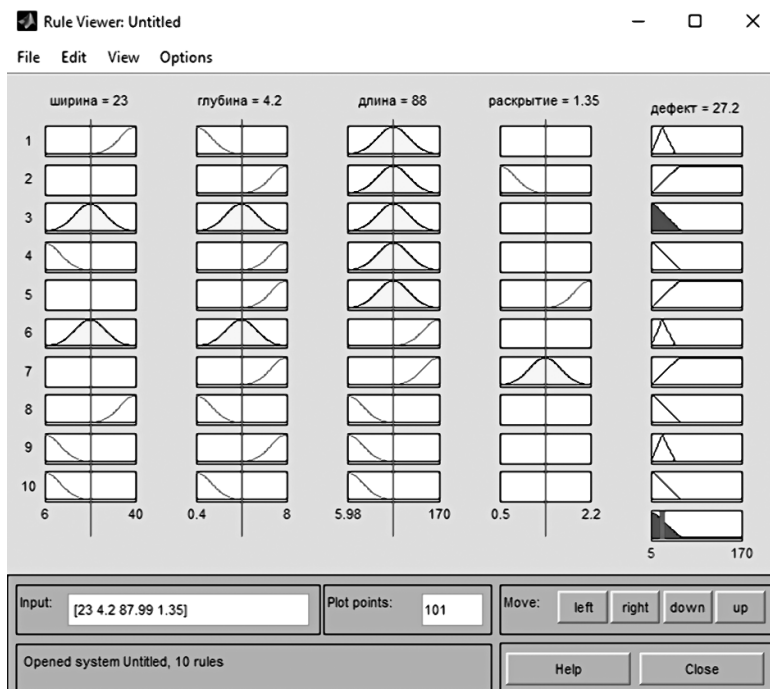 Rule Viewer: Untitled
File Edit View Options
ширина = 23 глубина = 4.2 длина = 88 раскрытие = 1.35 дефект = 27.2
1
2
3
4
5
6
7
8
9
10
6 40 0.4 8 5.98 170 0.5 2.2
5 170
Input: [23 4.2 87.99 1.35] Plot points: 101 Move: left right down up
Opened system Untitled, 10 rules Help Close